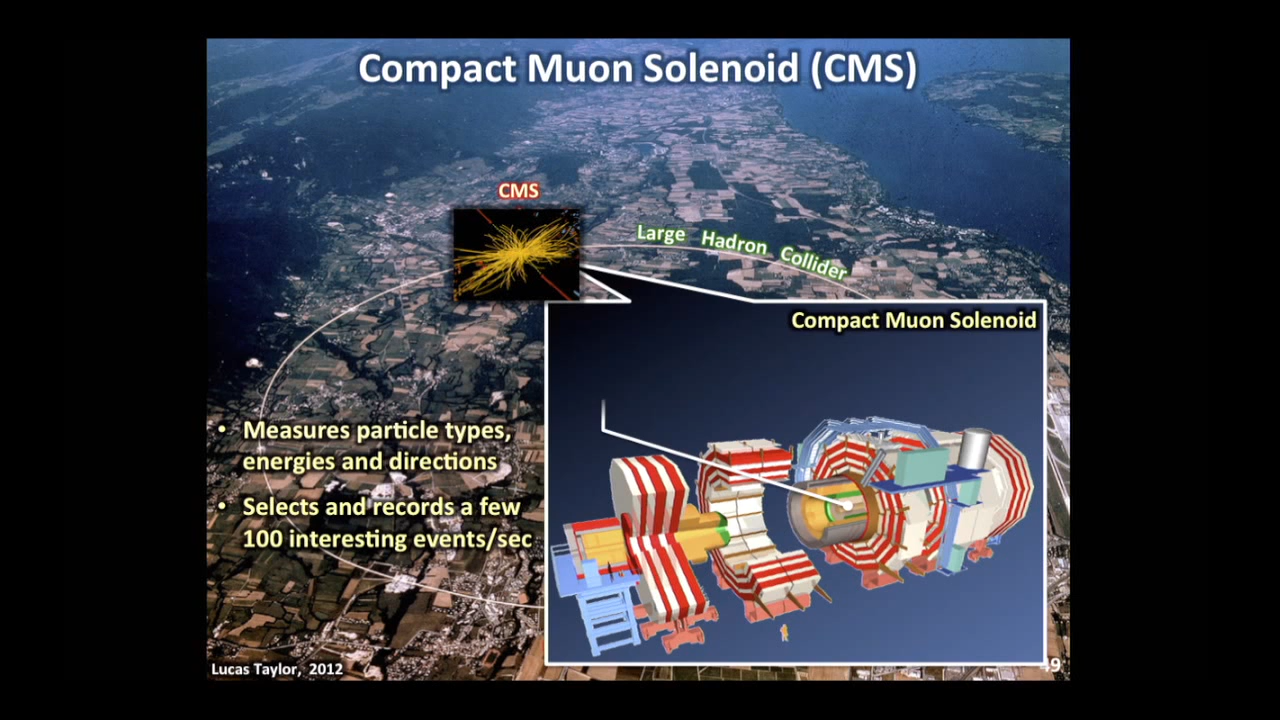 Compact Muon Solenoid (CMS)
CMS
Large Hadron Collider
Compact Muon Solenoid
• Measures particle types,
energies and directions
• Selects and records a few
100 interesting events/sec
Lucas Taylor, 2012